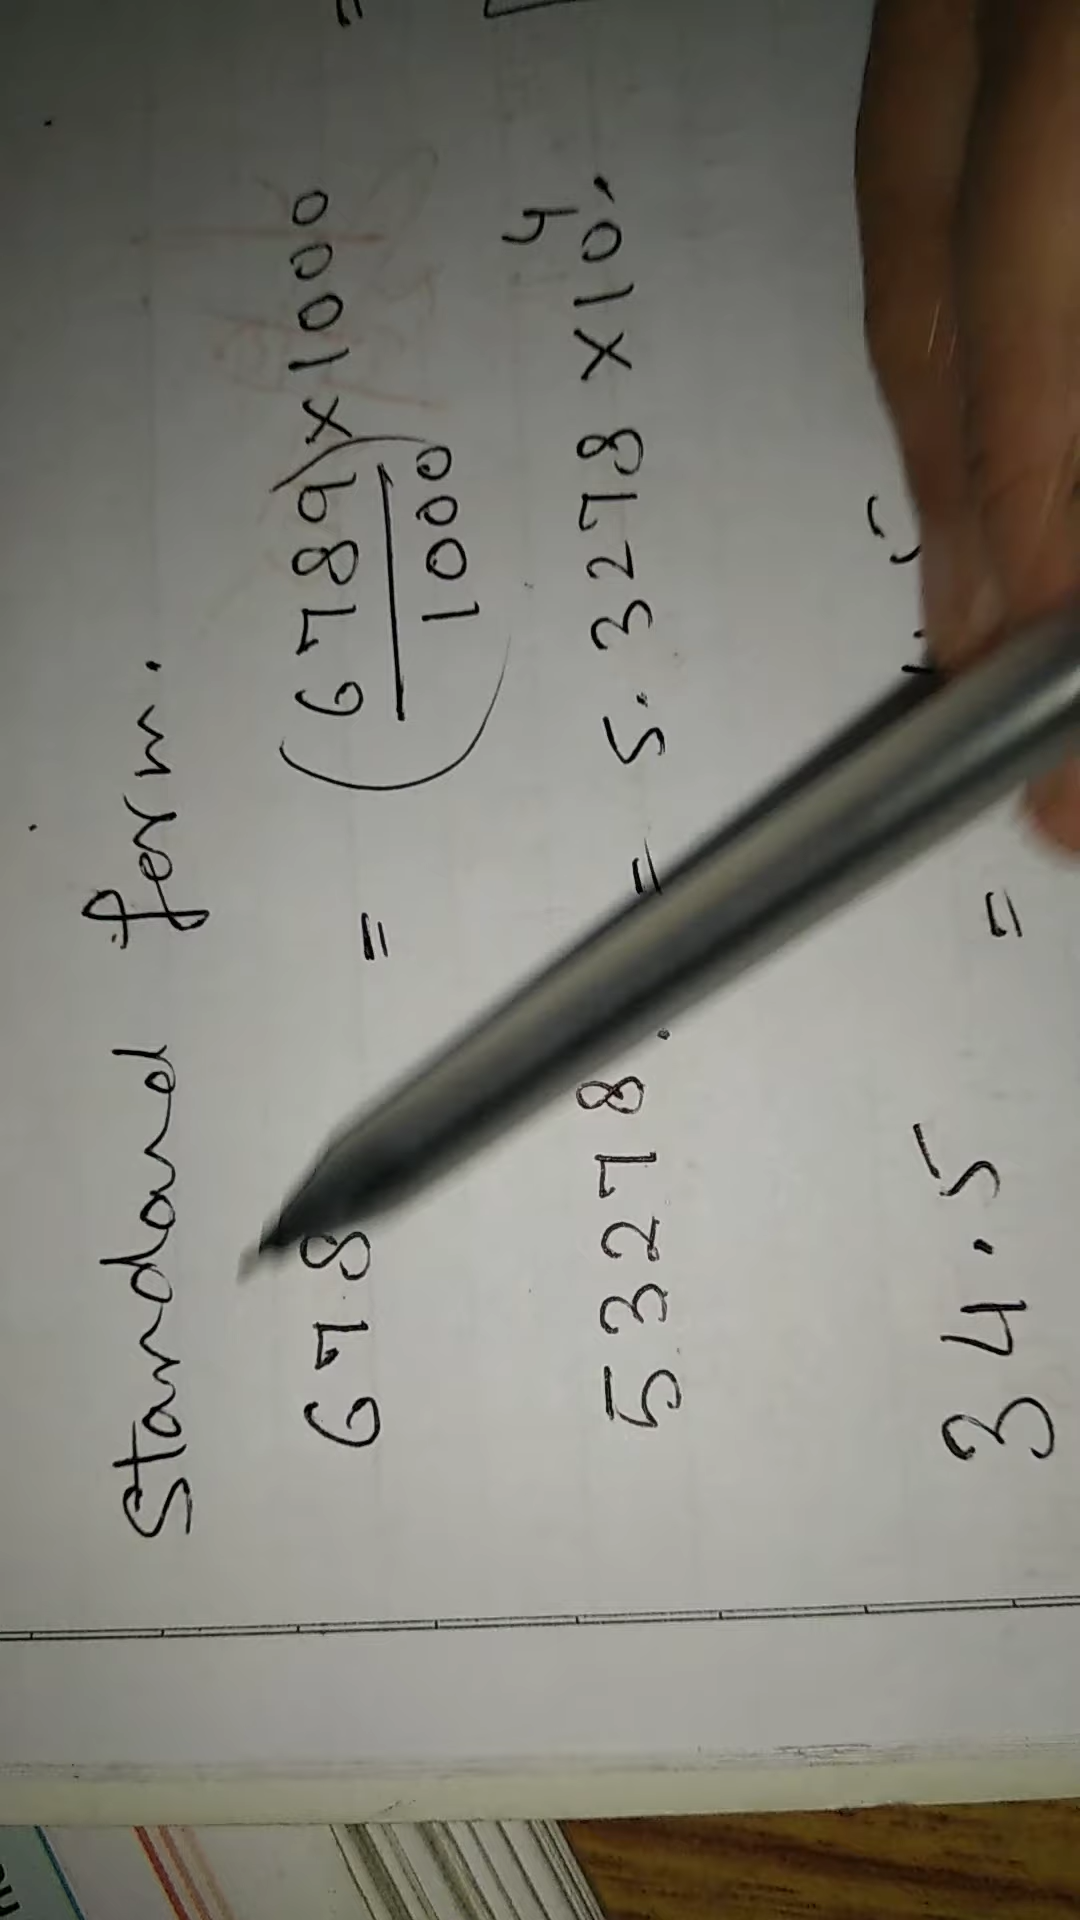 Standard form.
678 = (6789/1000) × 1000
53278. = 5.3278 × 10⁴.
34.5 =